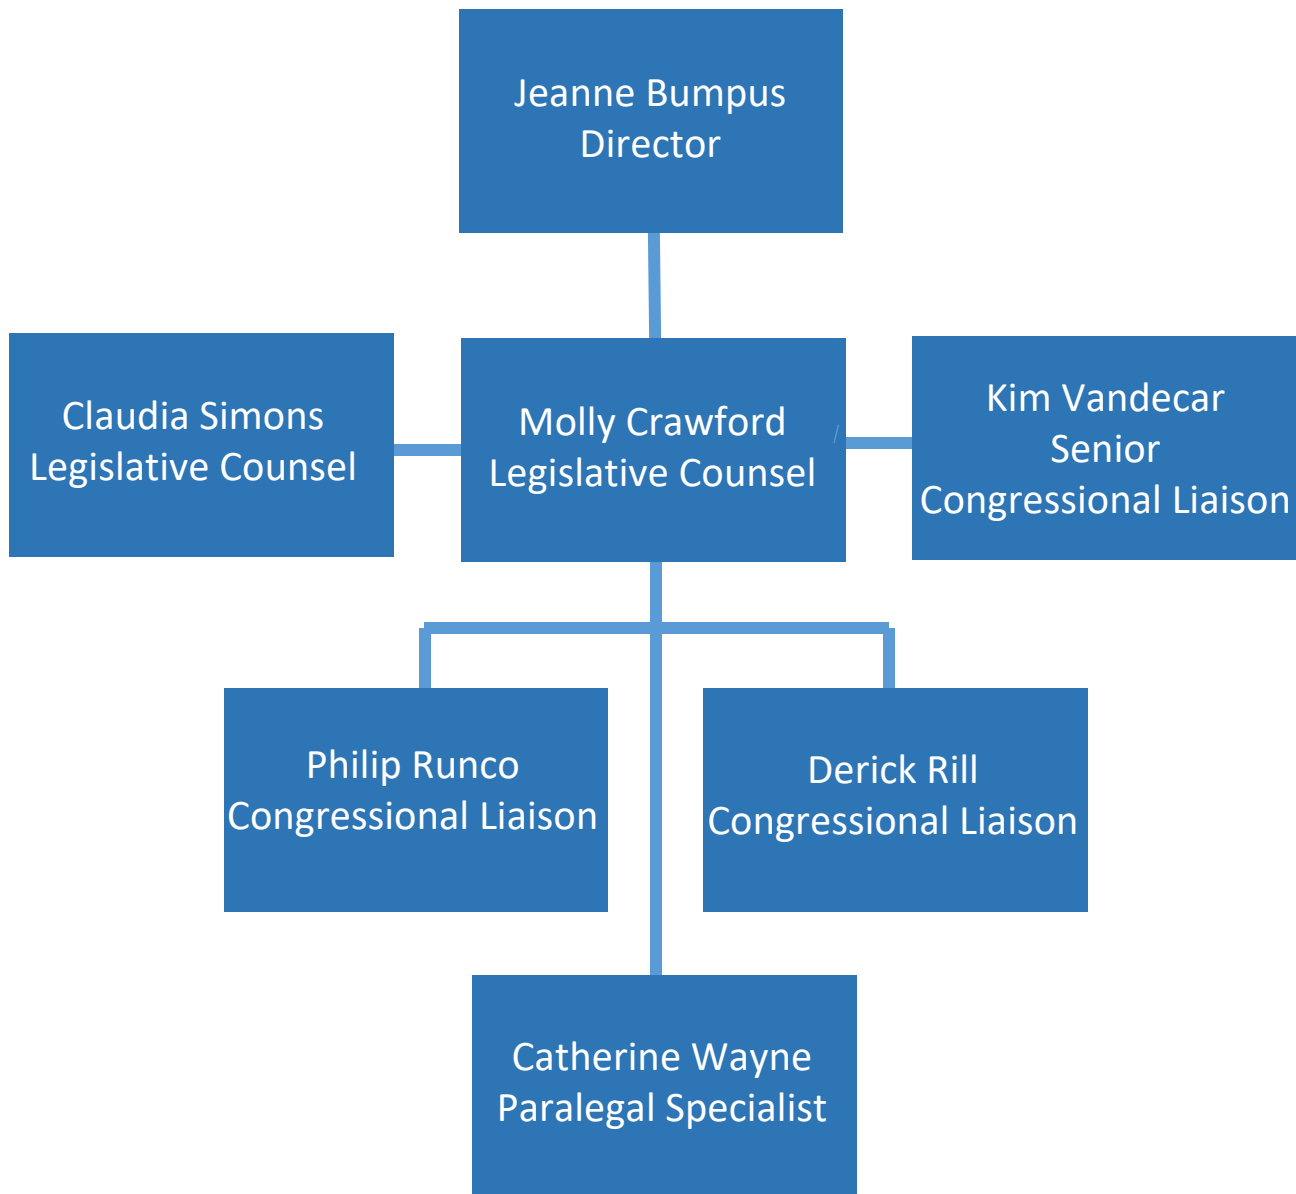 Jeanne Bumpus
Director
Claudia Simons
Legislative Counsel
Molly Crawford
Legislative Counsel
/
Kim Vandecar
Senior
Congressional Liaison
Philip Runco
Congressional Liaison
Derick Rill
Congressional Liaison
Catherine Wayne
Paralegal Specialist